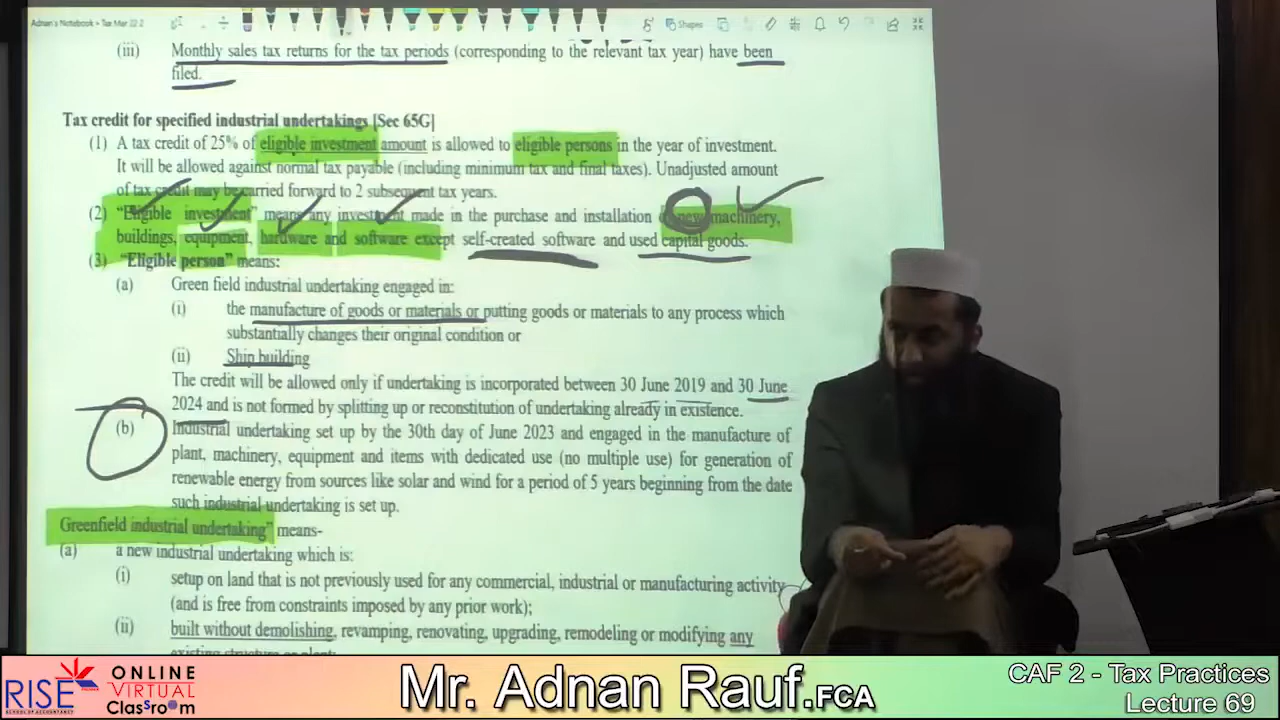 Adnan's Notebook > Tax Mar 22-2
Shapes
(iii) Monthly sales tax returns for the tax periods (corresponding to the relevant tax year) have been
filed.
Tax credit for specified industrial undertakings [Sec 65G]
(1) A tax credit of 25% of eligible investment amount is allowed to eligible persons in the year of investment.
It will be allowed against normal tax payable (including minimum tax and final taxes). Unadjusted amount
of tax credit may be carried forward to 2 subsequent tax years.
(2) "Eligible investment" means any investment made in the purchase and installation new machinery,
buildings, equipment, hardware and software except self-created software and used capital goods.
(3) "Eligible person" means:
(a) Green field industrial undertaking engaged in:
(i) the manufacture of goods or materials or putting goods or materials to any process which
substantially changes their original condition or
(ii) Ship building
The credit will be allowed only if undertaking is incorporated between 30 June 2019 and 30 June
2024 and is not formed by splitting up or reconstitution of undertaking already in existence.
(b) Industrial undertaking set up by the 30th day of June 2023 and engaged in the manufacture of
plant, machinery, equipment and items with dedicated use (no multiple use) for generation of
renewable energy from sources like solar and wind for a period of 5 years beginning from the date
such industrial undertaking is set up.
Greenfield industrial undertaking" means-
(a) a new industrial undertaking which is:
(i) setup on land that is not previously used for any commercial, industrial or manufacturing activity
(and is free from constraints imposed by any prior work);
(ii) built without demolishing, revamping, renovating, upgrading, remodeling or modifying any
existing structure or plant;
RISE
SCHOOL OF ACCOUNTANCY
ONLINE
VIRTUAL
ClassrOom
Mr. Adnan Rauf.FCA
CAF 2 - Tax Practices
Lecture 69